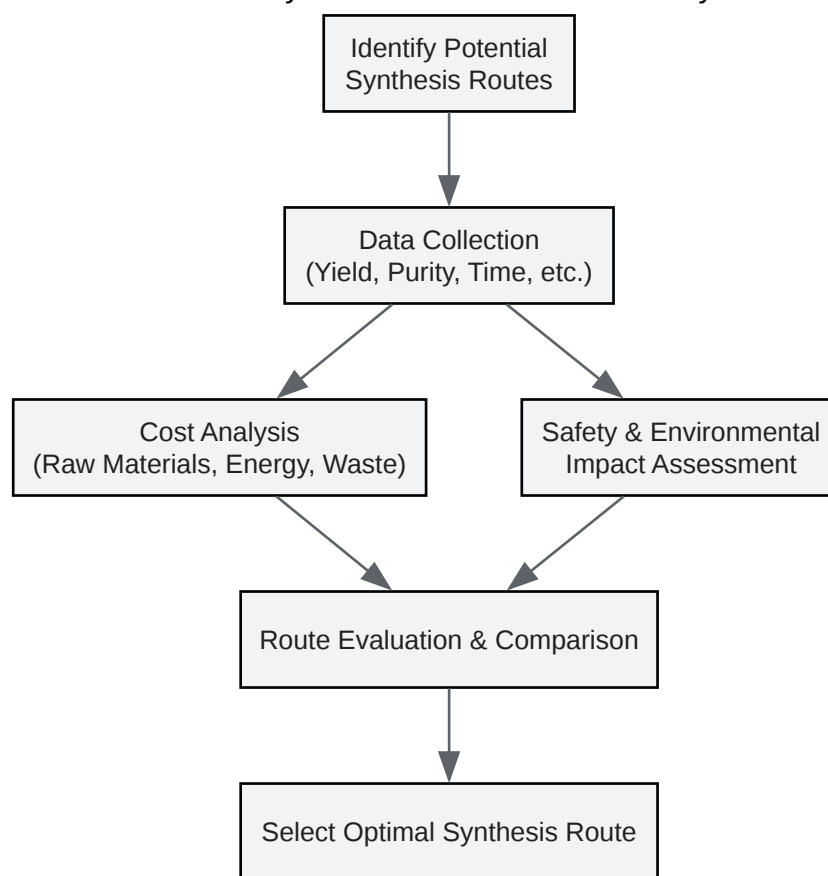 Identify Potential
Synthesis Routes
Data Collection
(Yield, Purity, Time, etc.)
Cost Analysis
(Raw Materials, Energy, Waste)
Safety & Environmental
Impact Assessment
Route Evaluation & Comparison
Select Optimal Synthesis Route